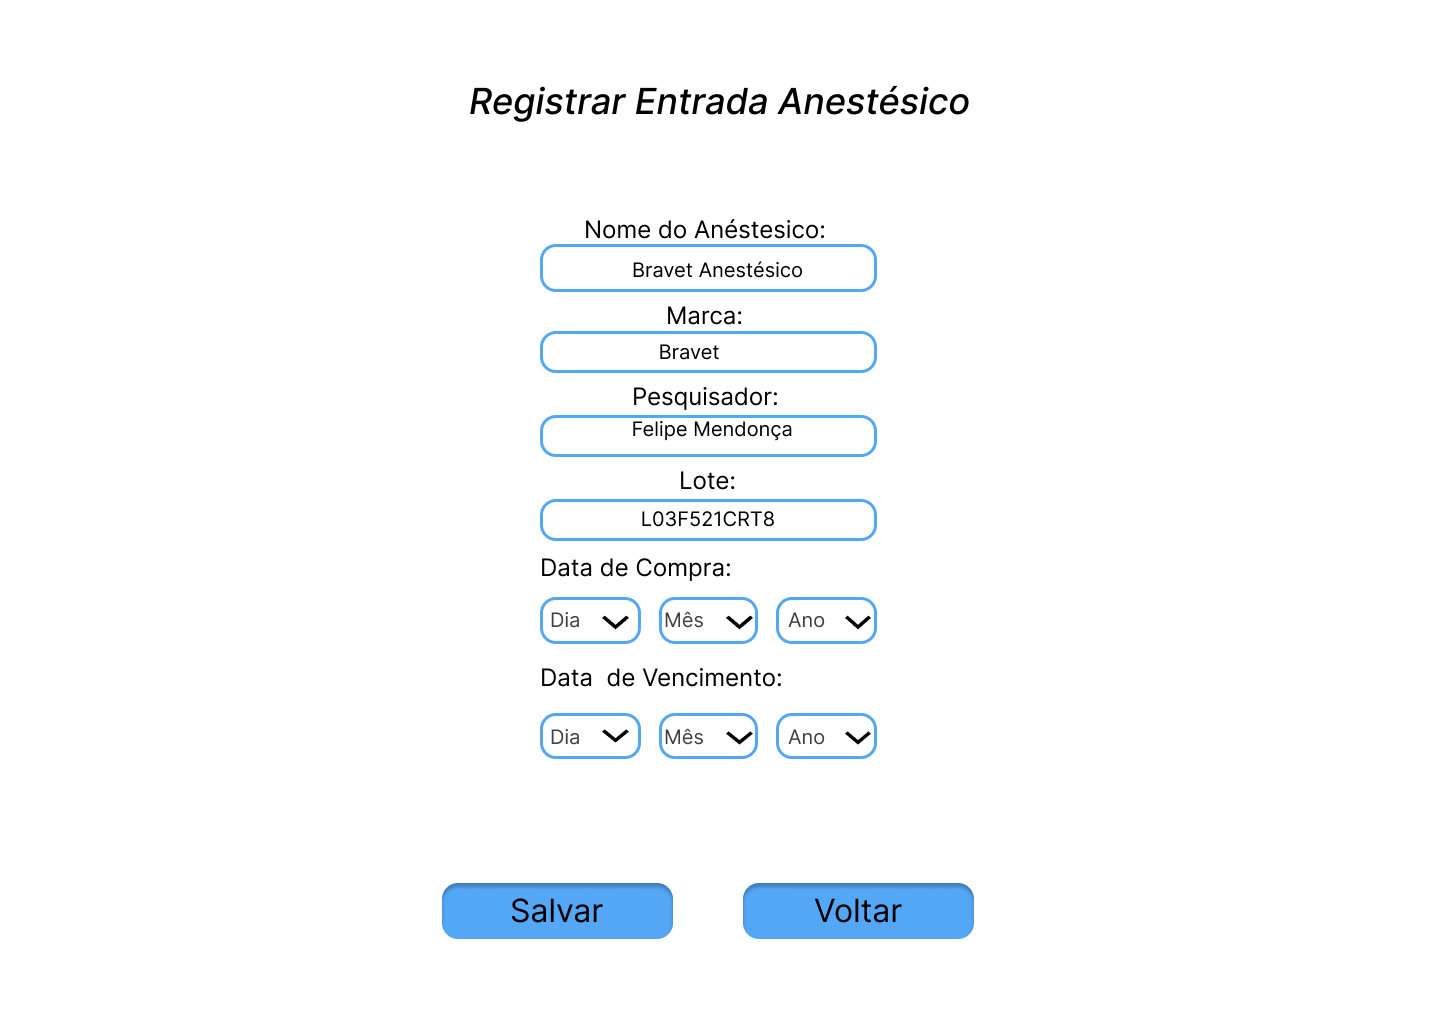 Registrar Entrada Anestésico
Nome do Anéstesico:
Bravet Anestésico
Marca:
Bravet
Pesquisador:
Felipe Mendonça
Lote:
L03F521CRT8
Data de Compra:
Dia Mês Ano
Data  de Vencimento:
Dia Mês Ano
Salvar Voltar